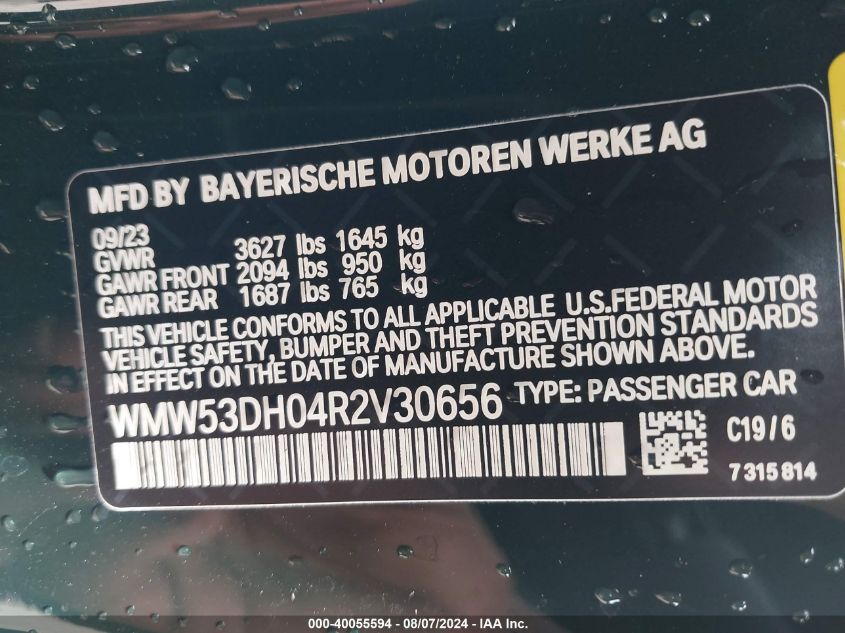 MFD BY BAYERISCHE MOTOREN WERKE AG
09/23
GVWR 3627 lbs 1645 kg
GAWR FRONT 2094 lbs 950 kg
GAWR REAR 1687 lbs 765 kg
THIS VEHICLE CONFORMS TO ALL APPLICABLE U.S.FEDERAL MOTOR
VEHICLE SAFETY, BUMPER AND THEFT PREVENTION STANDARDS
IN EFFECT ON THE DATE OF MANUFACTURE SHOWN ABOVE.
WMW53DH04R2V30656 TYPE: PASSENGER CAR
C19/6
7315814
000-40055594 - 08/07/2024 - IAA Inc.